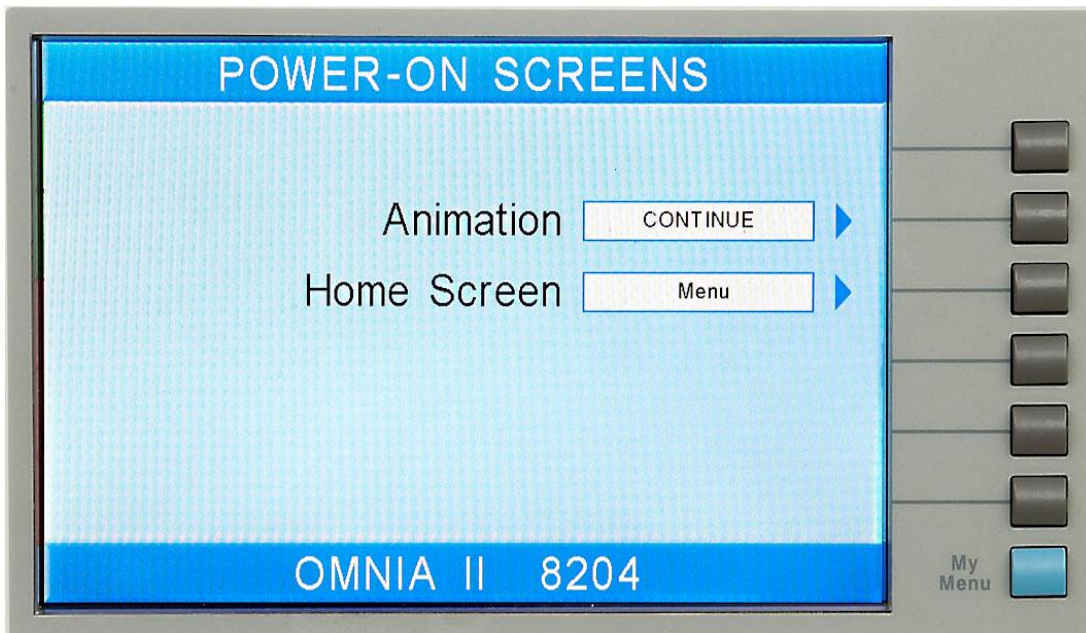 POWER-ON SCREENS
Animation CONTINUE
Home Screen Menu
OMNIA II 8204
My
Menu